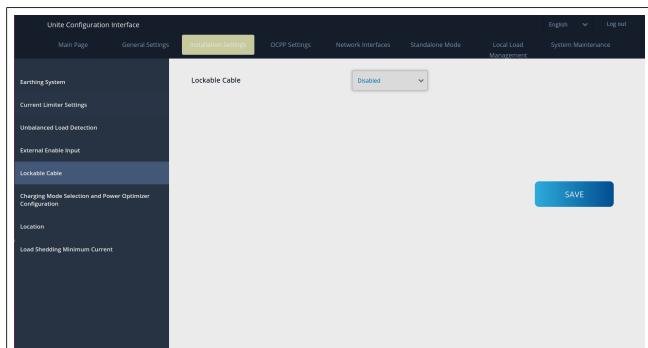 Unite Configuration Interface
English
Log out
Main Page
General Settings
Installation Settings
OCPP Settings
Network Interfaces
Standalone Mode
Local Load
Management
System Maintenance
Earthing System
Lockable Cable
Disabled
Current Limiter Settings
Unbalanced Load Detection
External Enable Input
Lockable Cable
Charging Mode Selection and Power Optimizer
Configuration
SAVE
Location
Load Shedding Minimum Current